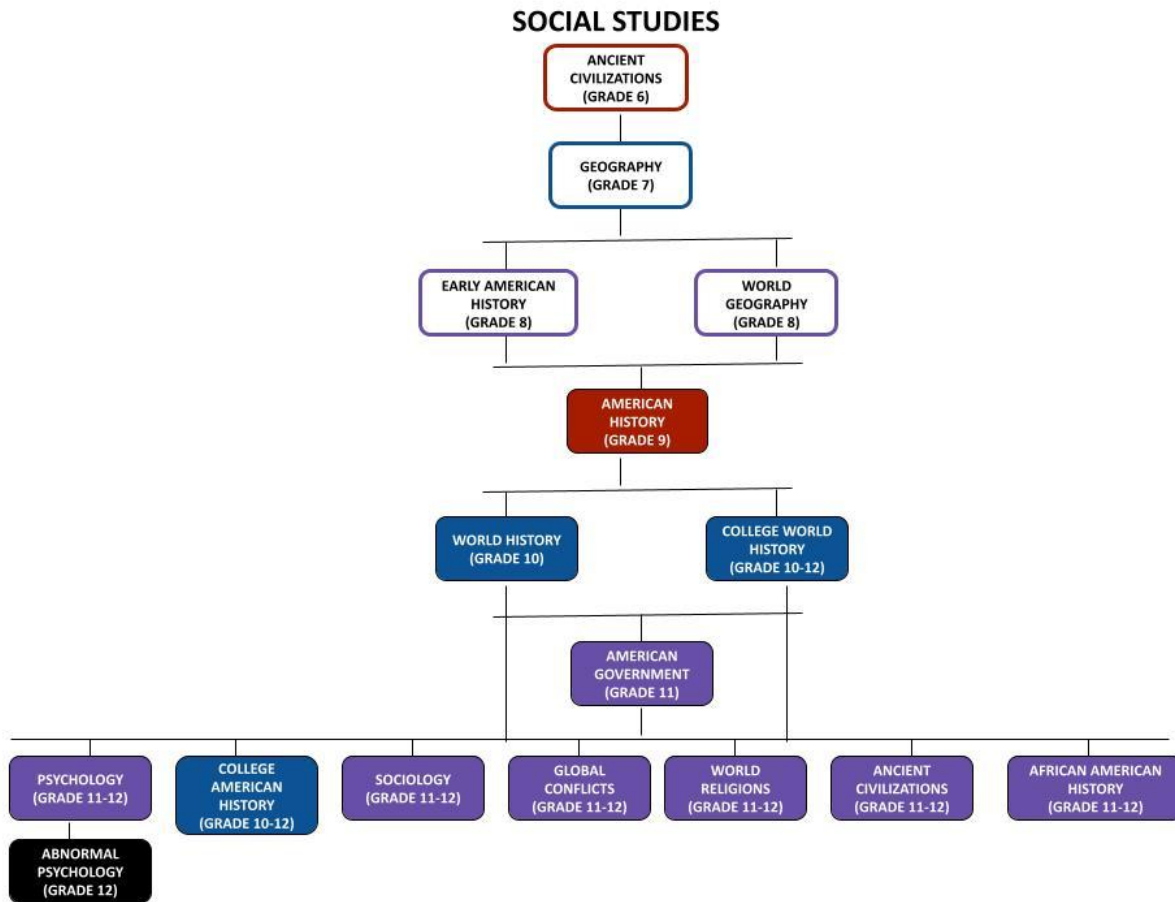 SOCIAL STUDIES
ANCIENT
CIVILIZATIONS
(GRADE 6)
GEOGRAPHY
(GRADE 7)
EARLY AMERICAN
HISTORY
(GRADE 8)
WORLD
GEOGRAPHY
(GRADE 8)
AMERICAN
HISTORY
(GRADE 9)
WORLD HISTORY
(GRADE 10)
COLLEGE WORLD
HISTORY
(GRADE 10-12)
AMERICAN
GOVERNMENT
(GRADE 11)
PSYCHOLOGY
(GRADE 11-12)
COLLEGE
AMERICAN
HISTORY
(GRADE 10-12)
SOCIOLOGY
(GRADE 11-12)
GLOBAL
CONFLICTS
(GRADE 11-12)
WORLD
RELIGIONS
(GRADE 11-12)
ANCIENT
CIVILIZATIONS
(GRADE 11-12)
AFRICAN AMERICAN
HISTORY
(GRADE 11-12)
ABNORMAL
PSYCHOLOGY
(GRADE 12)